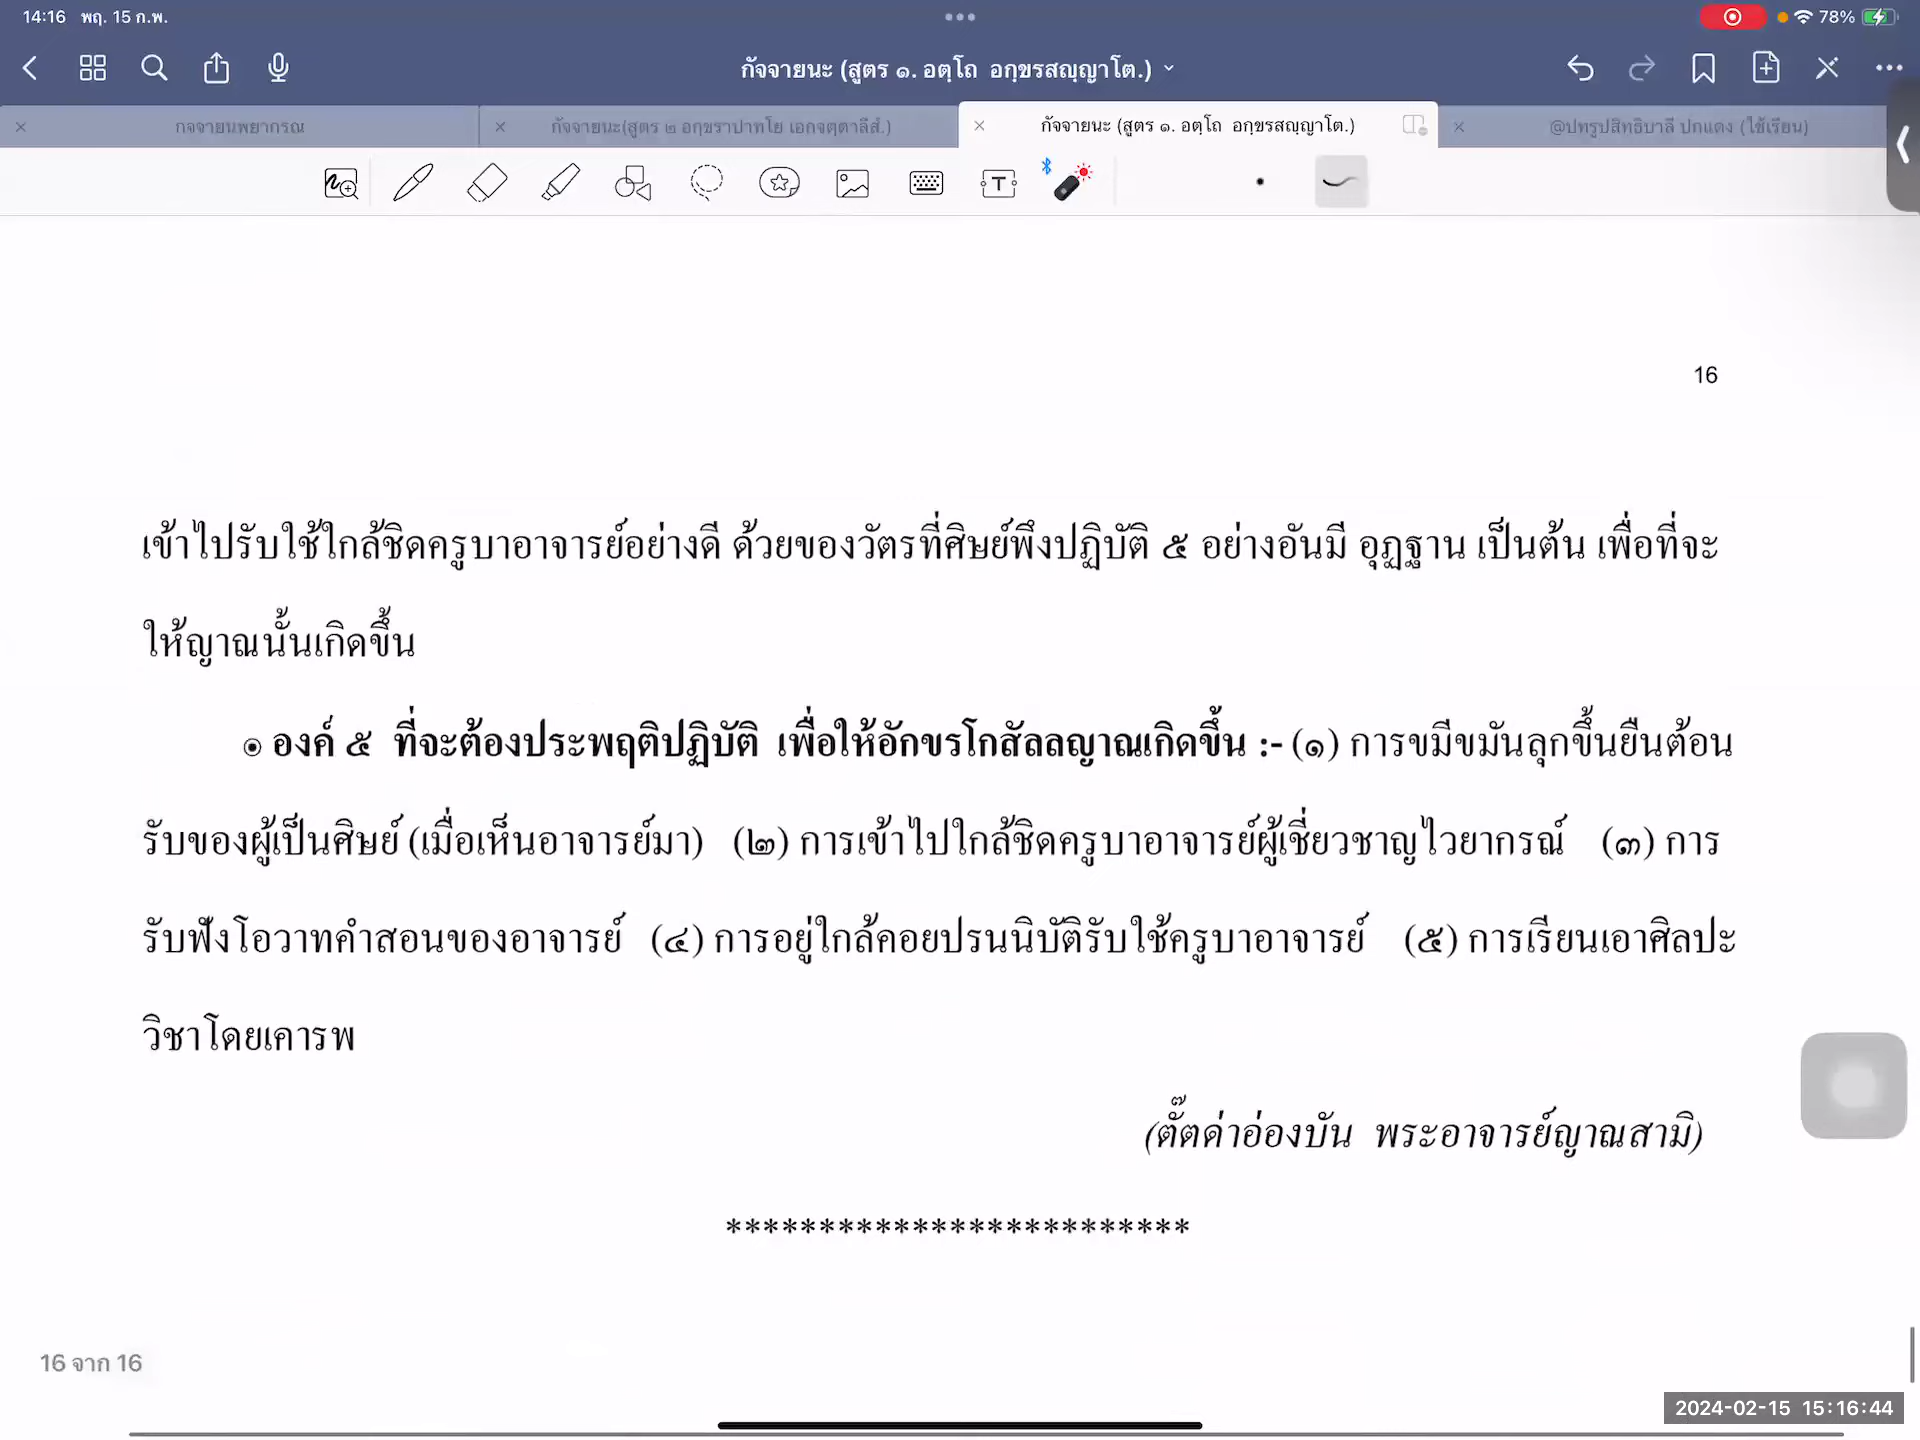 14:16 พฤ. 15 ก.พ.
78%
กัจจายนะ (สูตร ๑. อตฺโถ อกฺขรสญฺญาโต.)
กจจายนพยากรณ
กัจจายนะ(สูตร ๒ อกฺขราปาทโย เอกจตฺตาลีสํ.)
กัจจายนะ (สูตร ๑. อตฺโถ อกฺขรสญฺญาโต.)
@ปทรูปสิทธิบาลี ปกแดง (ใช้เรียน)
16
เข้าไปรับใช้ใกล้ชิดครูบาอาจารย์อย่างดี ด้วยของวัตรที่ศิษย์พึงปฏิบัติ ๕ อย่างอันมี อุฏฐาน เป็นต้น เพื่อที่จะ
ให้ญาณนั้นเกิดขึ้น
๏ องค์ ๕ ที่จะต้องประพฤติปฏิบัติ เพื่อให้อักขรโกสัลลญาณเกิดขึ้น :- (๑) การขมีขมันลุกขึ้นยืนต้อน
รับของผู้เป็นศิษย์ (เมื่อเห็นอาจารย์มา) (๒) การเข้าไปใกล้ชิดครูบาอาจารย์ผู้เชี่ยวชาญไวยากรณ์ (๓) การ
รับฟังโอวาทคำสอนของอาจารย์ (๔) การอยู่ใกล้คอยปรนนิบัติรับใช้ครูบาอาจารย์ (๕) การเรียนเอาศิลปะ
วิชาโดยเคารพ
(ตั๊ตด่าอ่องบัน พระอาจารย์ญาณสามิ)
*************************
16 จาก 16
2024-02-15 15:16:44